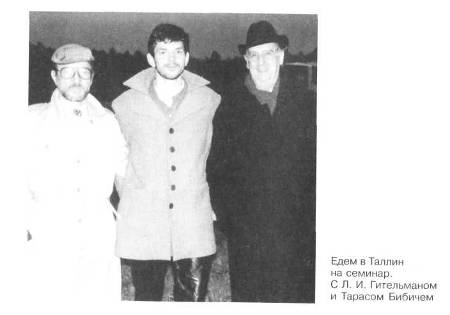 Едем в Таллин
на семинар.
С Л. И. Гительманом
и Тарасом Бибичем